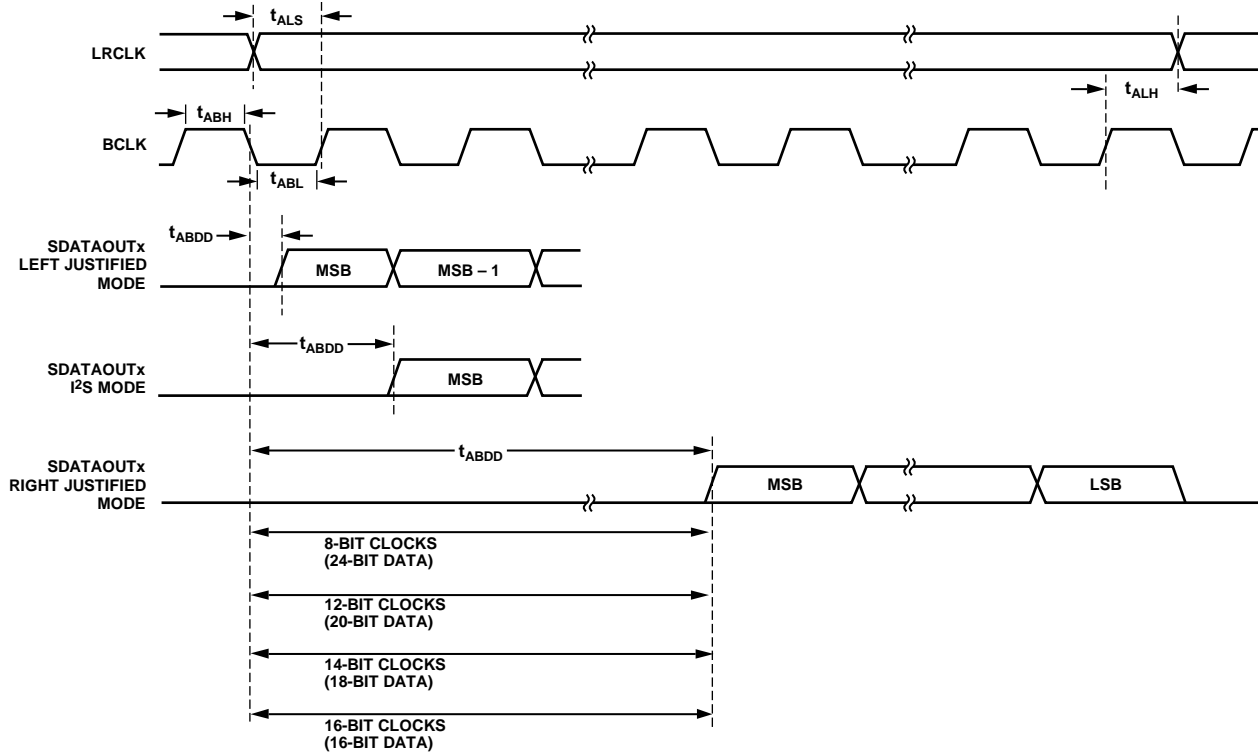 tALS
LRCLK
tALH
tABH
BCLK
tABL
tABDD
SDATAOUTx
LEFT JUSTIFIED
MODE
MSB
MSB – 1
tABDD
SDATAOUTx
I2S MODE
MSB
tABDD
SDATAOUTx
RIGHT JUSTIFIED
MODE
MSB
LSB
8-BIT CLOCKS
(24-BIT DATA)
12-BIT CLOCKS
(20-BIT DATA)
14-BIT CLOCKS
(18-BIT DATA)
16-BIT CLOCKS
(16-BIT DATA)